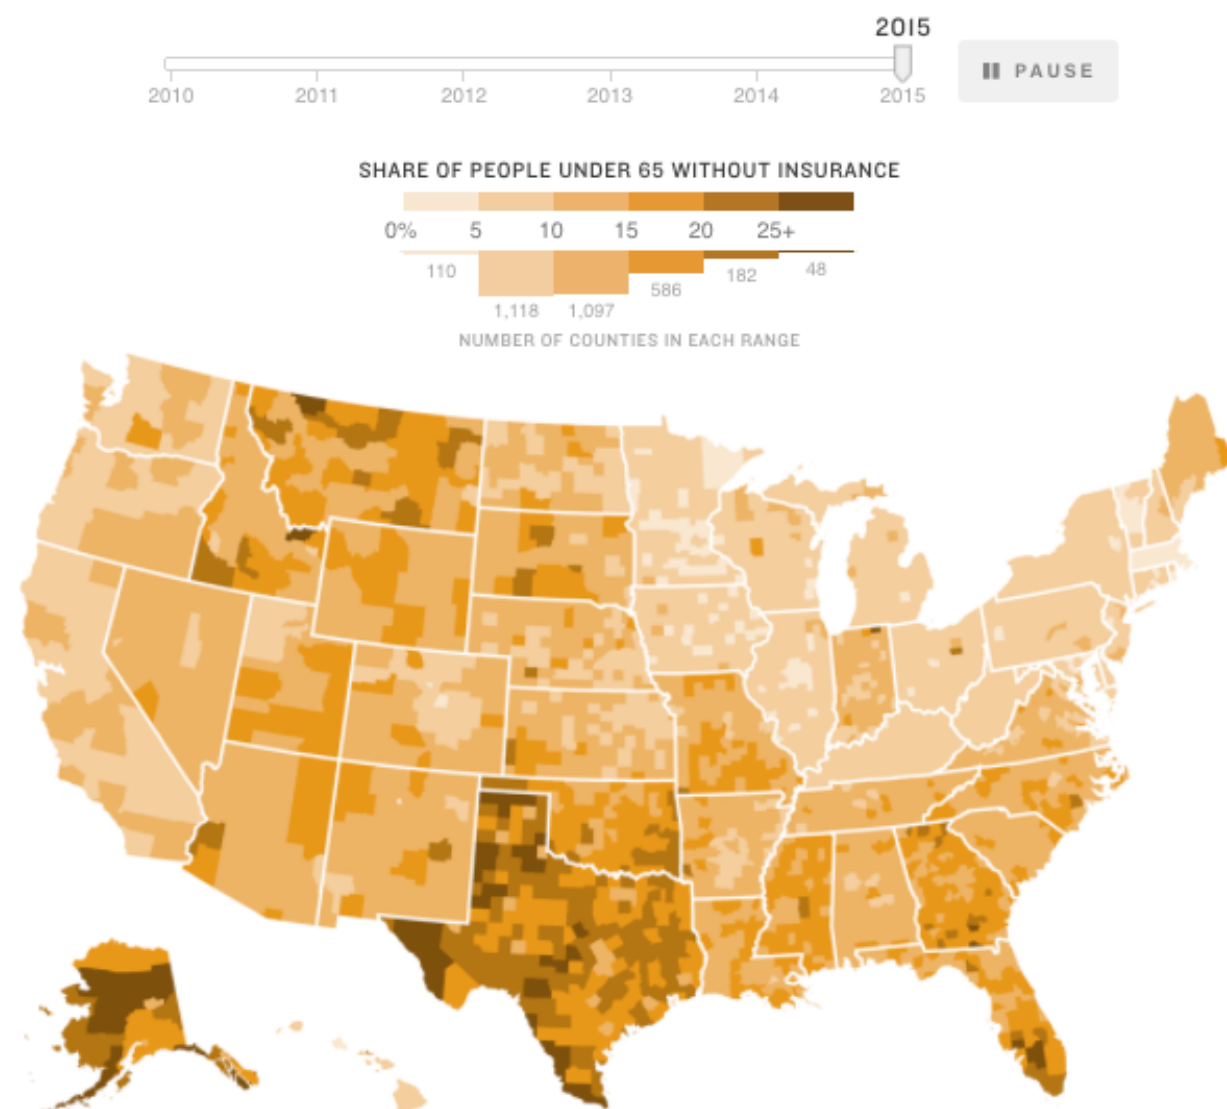 2015
PAUSE
2010 2011 2012 2013 2014 2015
SHARE OF PEOPLE UNDER 65 WITHOUT INSURANCE
0% 5 10 15 20 25+
110 1,118 1,097 586 182 48
NUMBER OF COUNTIES IN EACH RANGE